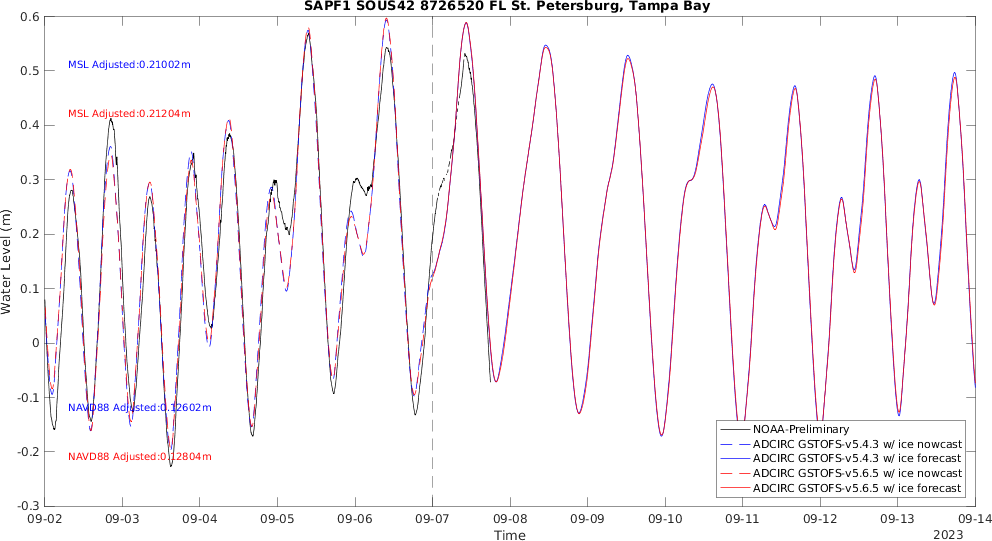 SAPF1 SOUS42 8726520 FL St. Petersburg, Tampa Bay
0.6
0.5
0.4
0.3
0.2
0.1
0
-0.1
-0.2
-0.3
Water Level (m)
MSL Adjusted:0.21002m
MSL Adjusted:0.21204m
NAVD88 Adjusted:0.12602m
NAVD88 Adjusted:0.12804m
NOAA-Preliminary
ADCIRC GSTOFS-v5.4.3 w/ ice nowcast
ADCIRC GSTOFS-v5.4.3 w/ ice forecast
ADCIRC GSTOFS-v5.6.5 w/ ice nowcast
ADCIRC GSTOFS-v5.6.5 w/ ice forecast
09-02 09-03 09-04 09-05 09-06 09-07 09-08 09-09 09-10 09-11 09-12 09-13 09-14
Time
2023